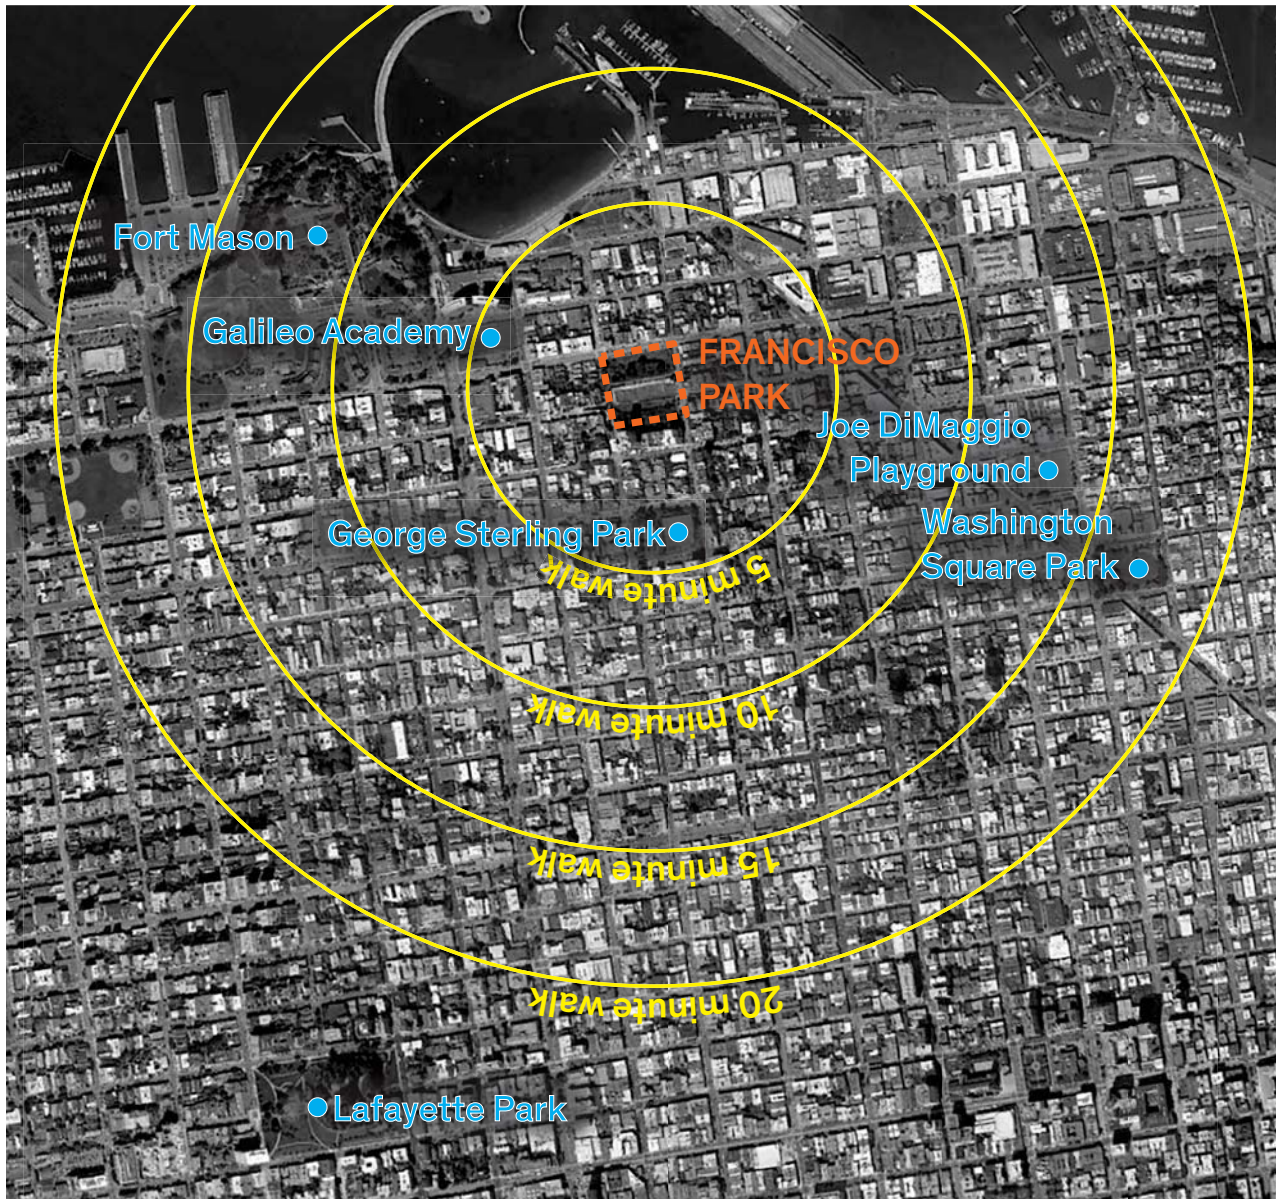 Fort Mason
Galileo Academy
FRANCISCO
PARK
Joe DiMaggio
Playground
Washington
Square Park
George Sterling Park
5 minute walk
10 minute walk
15 minute walk
20 minute walk
Lafayette Park